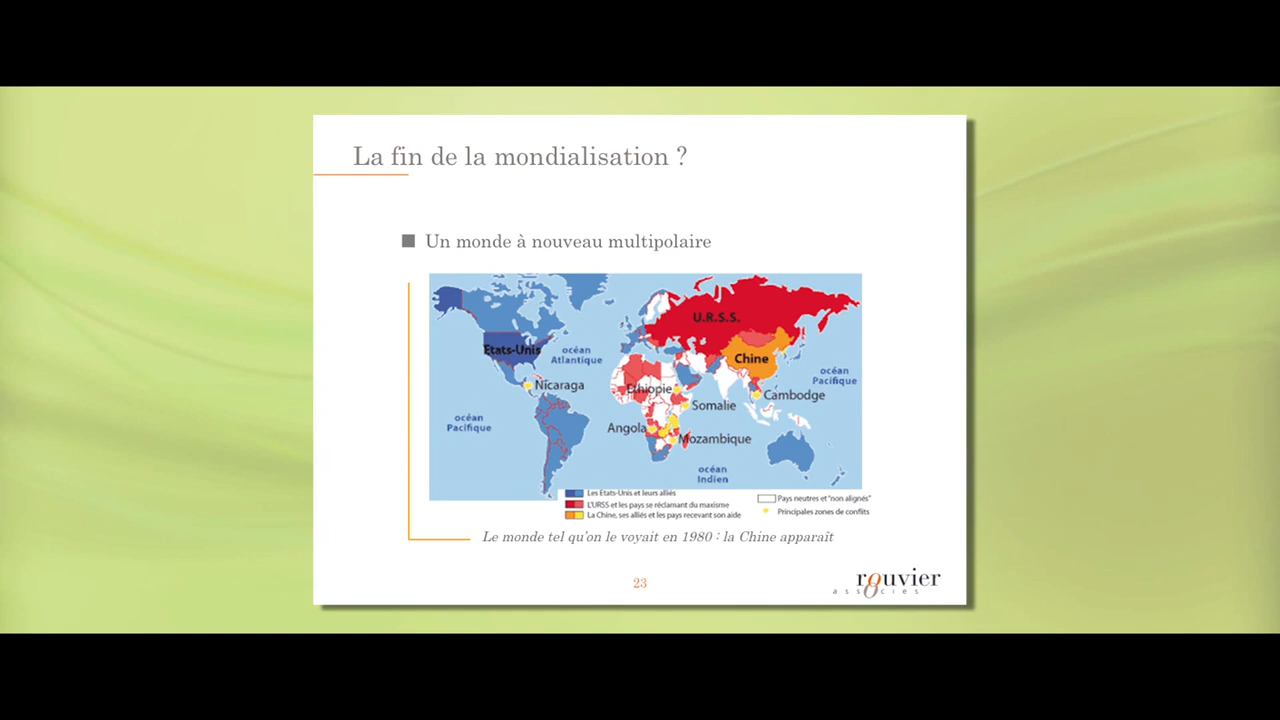 La fin de la mondialisation ?
Un monde à nouveau multipolaire
U.R.S.S.
Etats-Unis
océan
Atlantique
Chine
océan
Pacifique
Nicaraga
Ethiopie
Cambodge
Somalie
océan
Pacifique
Angola
Mozambique
océan
Indien
Les Etats-Unis et leurs alliés
L'URSS et les pays se réclamant du maxisme
La Chine, ses alliés et les pays recevant son aide
Pays neutres et "non alignés"
Principales zones de conflits
Le monde tel qu'on le voyait en 1980 : la Chine apparaît
23
rouvier
associés